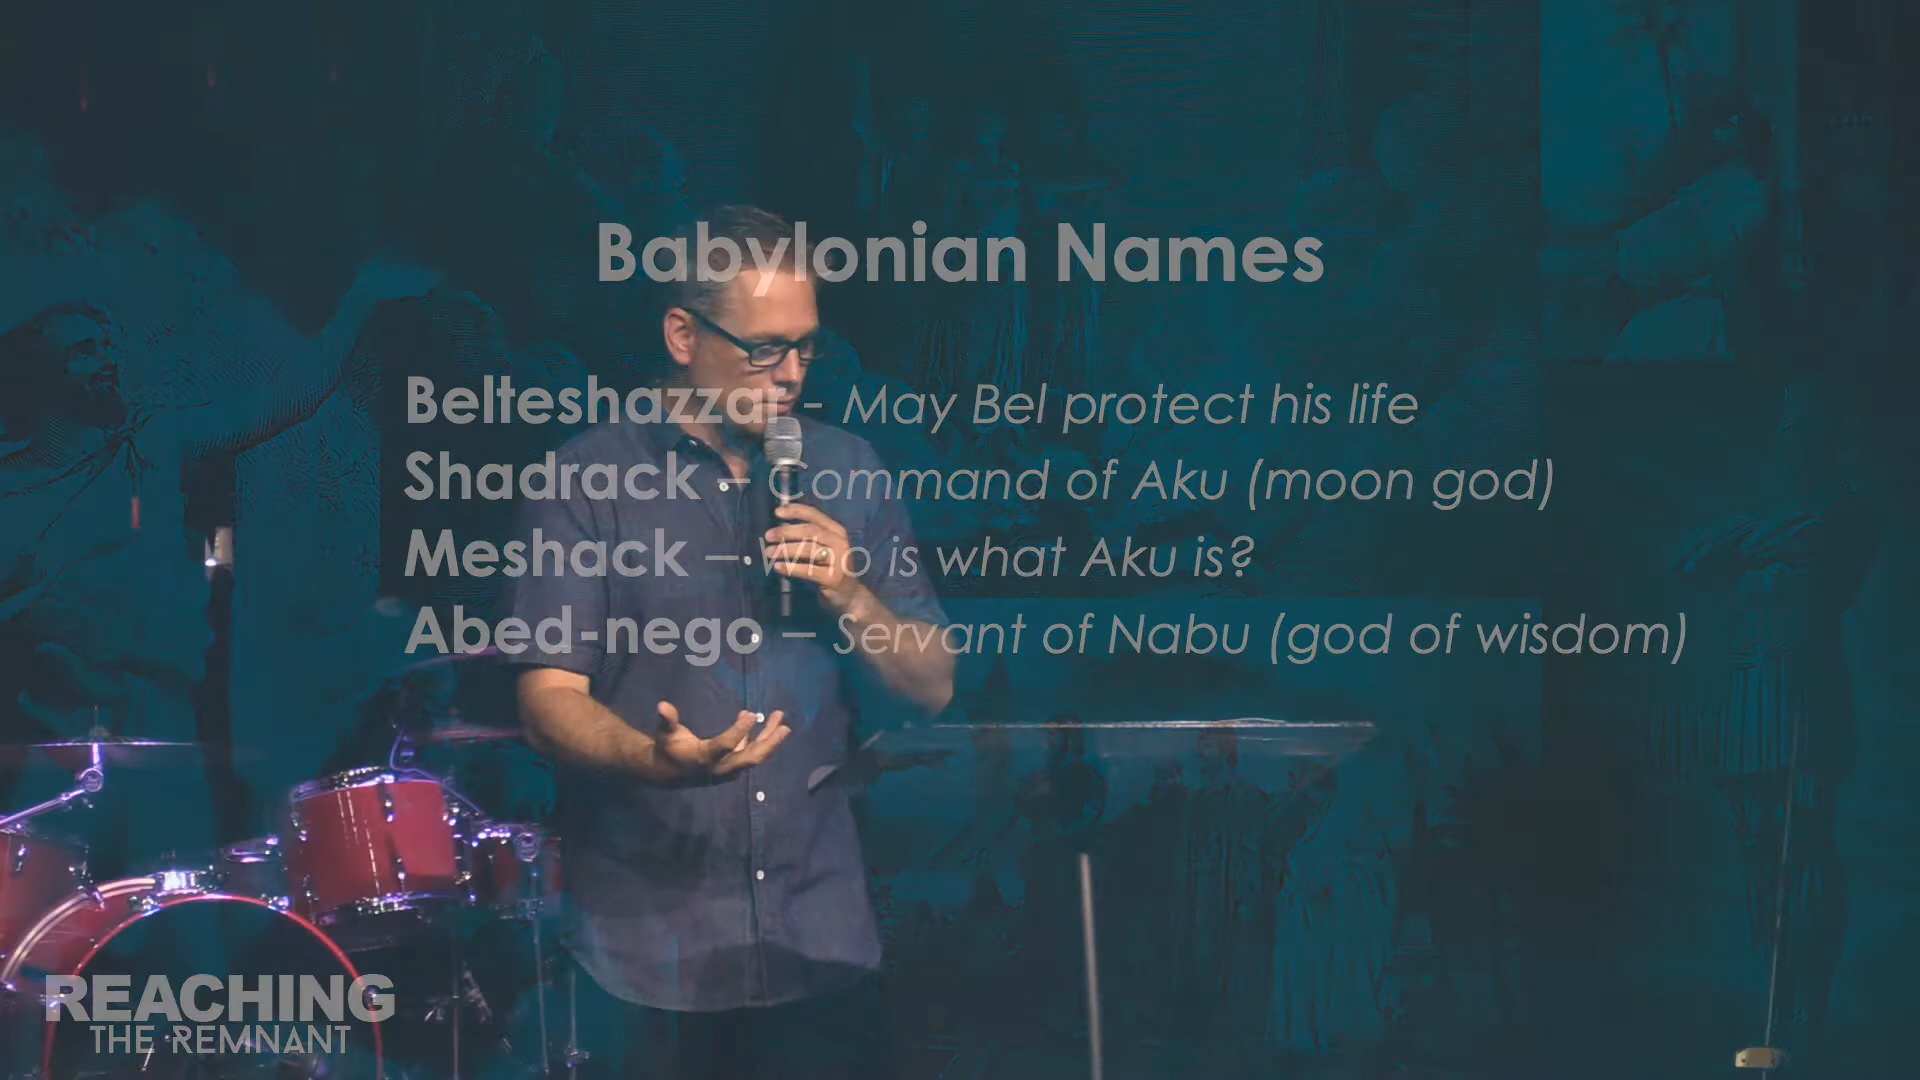 Babylonian Names
Belteshazzar - May Bel protect his life
Shadrack – Command of Aku (moon god)
Meshack – Who is what Aku is?
Abed-nego – Servant of Nabu (god of wisdom)
REACHING
THE REMNANT